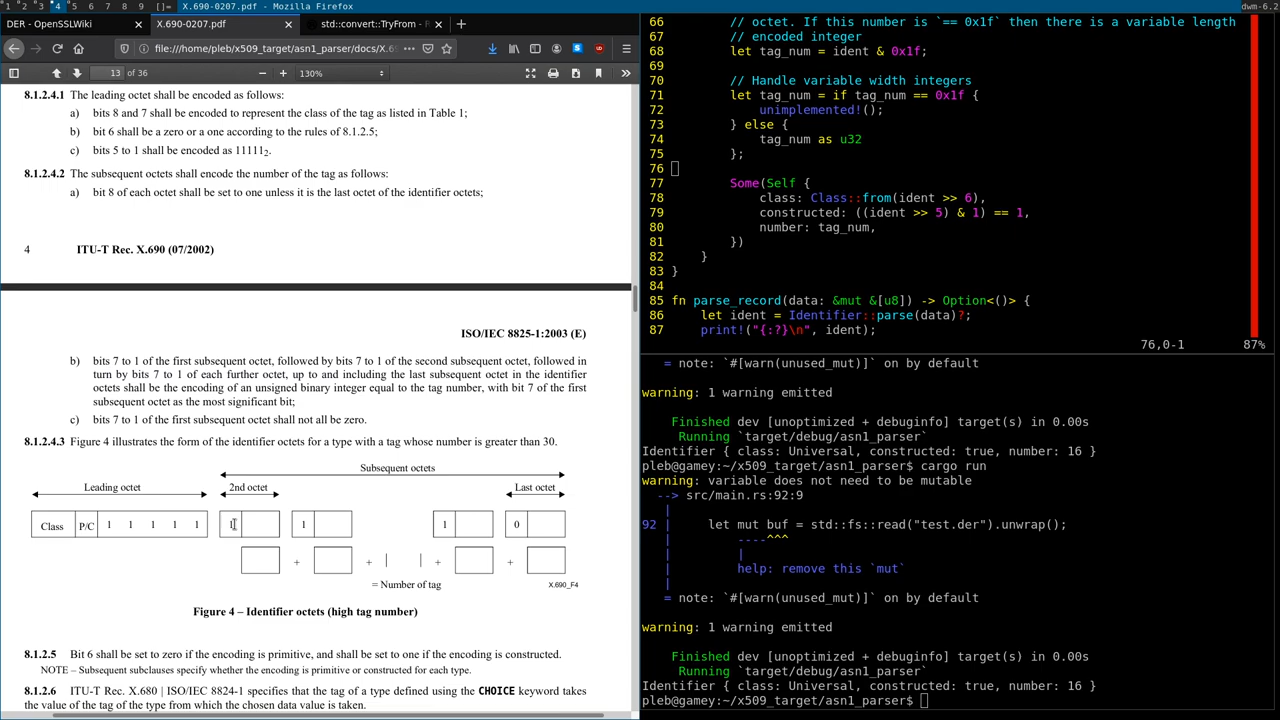 1 2 3 4 5 6 7 8 9 []= X.690-0207.pdf - Mozilla Firefox dwm-6.2
DER - OpenSSLWiki X.690-0207.pdf std::convert::TryFrom - R
file:///home/pleb/x509_target/asn1_parser/docs/X.6
13 of 36 130%
8.1.2.4.1 The leading octet shall be encoded as follows:
a) bits 8 and 7 shall be encoded to represent the class of the tag as listed in Table 1;
b) bit 6 shall be a zero or a one according to the rules of 8.1.2.5;
c) bits 5 to 1 shall be encoded as 11111₂.
8.1.2.4.2 The subsequent octets shall encode the number of the tag as follows:
a) bit 8 of each octet shall be set to one unless it is the last octet of the identifier octets;
4 ITU-T Rec. X.690 (07/2002)
ISO/IEC 8825-1:2003 (E)
b) bits 7 to 1 of the first subsequent octet, followed by bits 7 to 1 of the second subsequent octet, followed in
turn by bits 7 to 1 of each further octet, up to and including the last subsequent octet in the identifier
octets shall be the encoding of an unsigned binary integer equal to the tag number, with bit 7 of the first
subsequent octet as the most significant bit;
c) bits 7 to 1 of the first subsequent octet shall not all be zero.
8.1.2.4.3 Figure 4 illustrates the form of the identifier octets for a type with a tag whose number is greater than 30.
Subsequent octets
Leading octet 2nd octet Last octet
Class P/C 1 1 1 1 1 1 1 1 0
+ + + +
= Number of tag X.690_F4
Figure 4 – Identifier octets (high tag number)
8.1.2.5 Bit 6 shall be set to zero if the encoding is primitive, and shall be set to one if the encoding is constructed.
NOTE – Subsequent subclauses specify whether the encoding is primitive or constructed for each type.
8.1.2.6 ITU-T Rec. X.680 | ISO/IEC 8824-1 specifies that the tag of a type defined using the CHOICE keyword takes
the value of the tag of the type from which the chosen data value is taken.
66 // octet. If this number is `== 0x1f` then there is a variable length
67 // encoded integer
68 let tag_num = ident & 0x1f;
69
70 // Handle variable width integers
71 let tag_num = if tag_num == 0x1f {
72 unimplemented!();
73 } else {
74 tag_num as u32
75 };
76
77 Some(Self {
78 class: Class::from(ident >> 6),
79 constructed: ((ident >> 5) & 1) == 1,
80 number: tag_num,
81 })
82 }
83 }
84
85 fn parse_record(data: &mut &[u8]) -> Option<()> {
86 let ident = Identifier::parse(data)?;
87 print!("{:?}\n", ident);
76,0-1 87%
= note: `#[warn(unused_mut)]` on by default
warning: 1 warning emitted
Finished dev [unoptimized + debuginfo] target(s) in 0.00s
Running `target/debug/asn1_parser`
Identifier { class: Universal, constructed: true, number: 16 }
pleb@gamey:~/x509_target/asn1_parser$ cargo run
warning: variable does not need to be mutable
--> src/main.rs:92:9
|
92 | let mut buf = std::fs::read("test.der").unwrap();
| ----^^^
| |
| help: remove this `mut`
|
= note: `#[warn(unused_mut)]` on by default
warning: 1 warning emitted
Finished dev [unoptimized + debuginfo] target(s) in 0.00s
Running `target/debug/asn1_parser`
Identifier { class: Universal, constructed: true, number: 16 }
pleb@gamey:~/x509_target/asn1_parser$